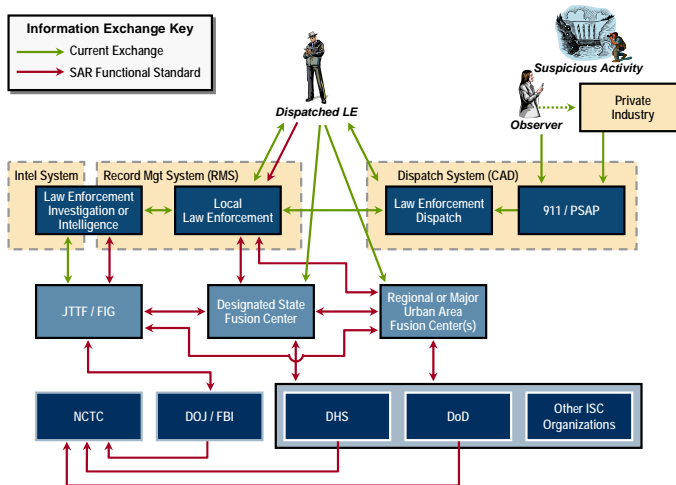 Information Exchange Key
Current Exchange
SAR Functional Standard
Dispatched LE
Suspicious Activity
Observer
Private
Industry
Intel System
Record Mgt System (RMS)
Dispatch System (CAD)
Law Enforcement
Investigation or
Intelligence
Local
Law Enforcement
Law Enforcement
Dispatch
911 / PSAP
JTTF / FIG
Designated State
Fusion Center
Regional or Major
Urban Area
Fusion Center(s)
NCTC
DOJ / FBI
DHS
DoD
Other ISC
Organizations